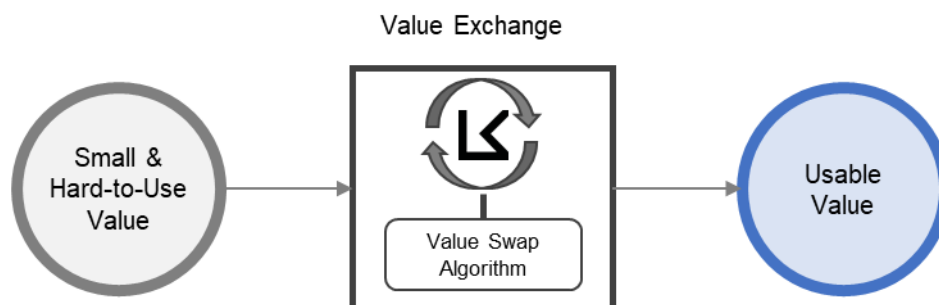 Value Exchange
Small &
Hard-to-Use
Value
Value Swap
Algorithm
Usable
Value